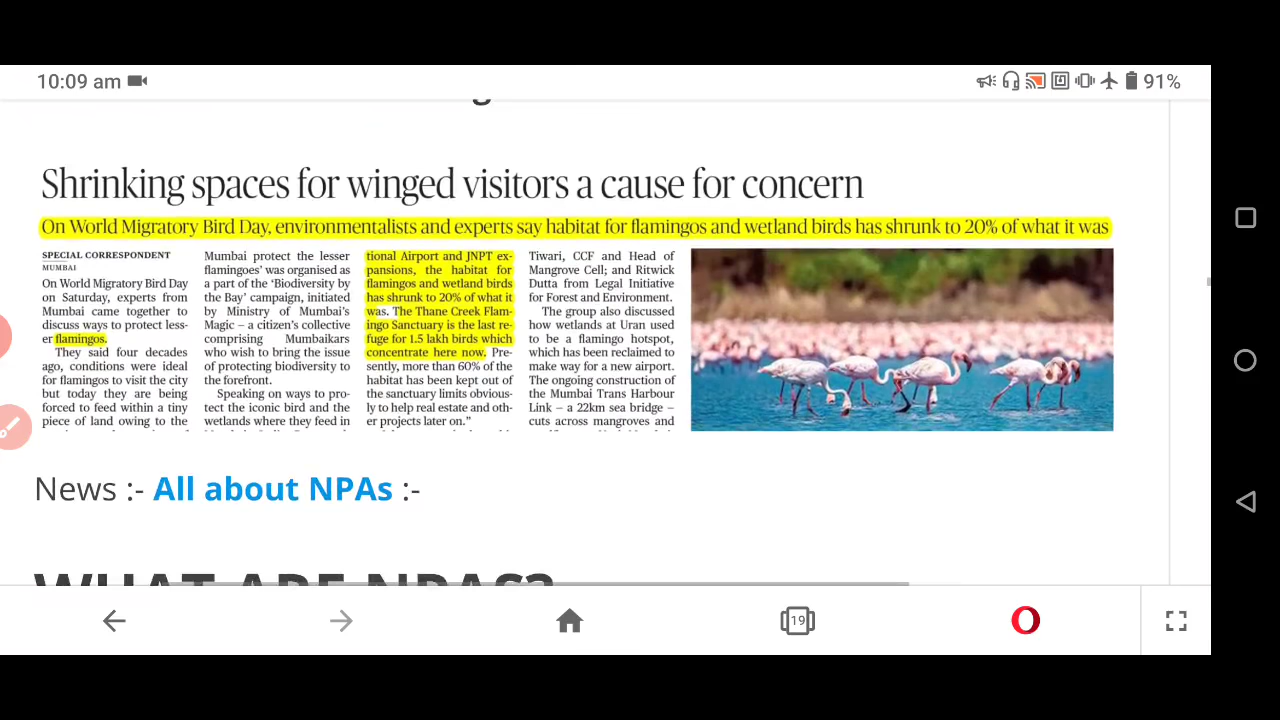 10:09 am
91%
Shrinking spaces for winged visitors a cause for concern
On World Migratory Bird Day, environmentalists and experts say habitat for flamingos and wetland birds has shrunk to 20% of what it was
SPECIAL CORRESPONDENT
MUMBAI
On World Migratory Bird Day
on Saturday, experts from
Mumbai came together to
discuss ways to protect less-
er flamingos.
They said four decades
ago, conditions were ideal
for flamingos to visit the city
but today they are being
forced to feed within a tiny
piece of land owing to the
Mumbai protect the lesser
flamingoes' was organised as
a part of the 'Biodiversity by
the Bay' campaign, initiated
by Ministry of Mumbai's
Magic – a citizen's collective
comprising Mumbaikars
who wish to bring the issue
of protecting biodiversity to
the forefront.
Speaking on ways to pro-
tect the iconic bird and the
wetlands where they feed in
tional Airport and JNPT ex-
pansions, the habitat for
flamingos and wetland birds
has shrunk to 20% of what it
was. The Thane Creek Flam-
ingo Sanctuary is the last re-
fuge for 1.5 lakh birds which
concentrate here now. Pre-
sently, more than 60% of the
habitat has been kept out of
the sanctuary limits obvious-
ly to help real estate and oth-
er projects later on."
Tiwari, CCF and Head of
Mangrove Cell; and Ritwick
Dutta from Legal Initiative
for Forest and Environment.
The group also discussed
how wetlands at Uran used
to be a flamingo hotspot,
which has been reclaimed to
make way for a new airport.
The ongoing construction of
the Mumbai Trans Harbour
Link – a 22km sea bridge –
cuts across mangroves and
News :- All about NPAs :-
WHAT ARE NPAS?
19